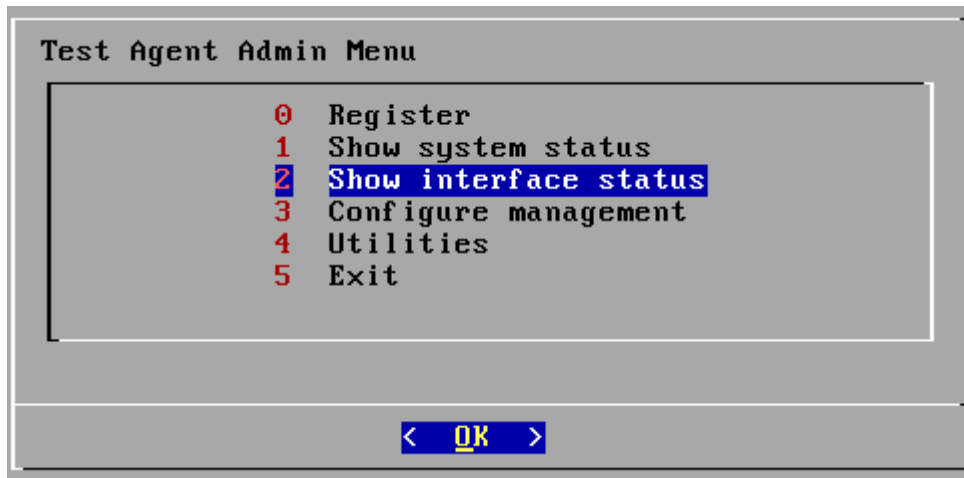 Test Agent Admin Menu
0 Register
1 Show system status
2 Show interface status
3 Configure management
4 Utilities
5 Exit
< OK >